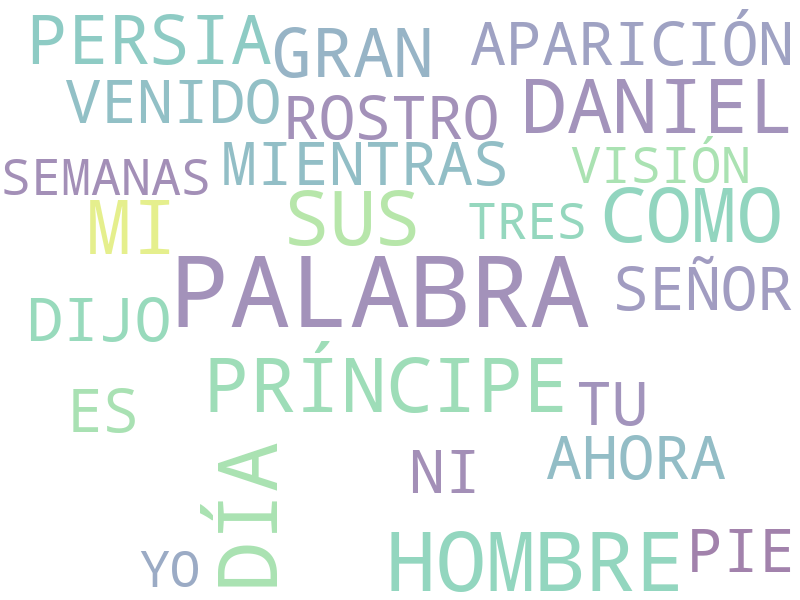 PERSIA GRAN APARICIÓN
VENIDO ROSTRO DANIEL
SEMANAS MIENTRAS VISIÓN
MI SUS TRES COMO
DIJO PALABRA SEÑOR
ES PRÍNCIPE TU
DÍA NI AHORA
YO HOMBRE PIE